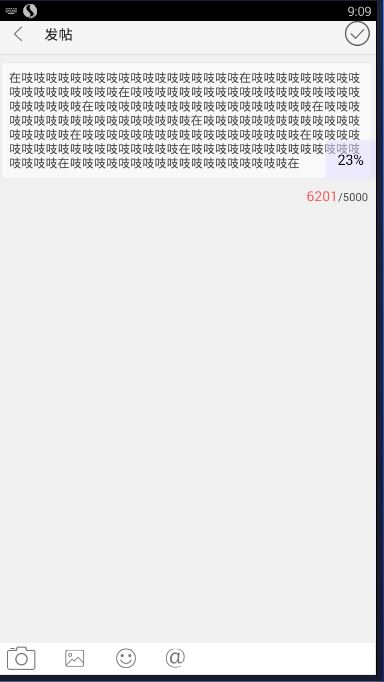 9:09
发帖
在吱吱吱吱吱吱吱吱吱吱吱吱吱吱吱吱吱吱在吱吱吱吱吱吱吱吱吱
吱吱吱吱吱吱吱吱吱在吱吱吱吱吱吱吱吱吱吱吱吱吱吱吱吱吱吱吱
吱吱吱吱吱吱在吱吱吱吱吱吱吱吱吱吱吱吱吱吱吱吱吱吱在吱吱吱
吱吱吱吱吱吱吱吱吱吱吱吱吱吱吱在吱吱吱吱吱吱吱吱吱吱吱吱吱
吱吱吱吱吱在吱吱吱吱吱吱吱吱吱吱吱吱吱吱吱吱吱吱在吱吱吱吱
吱吱吱吱吱吱吱吱吱吱吱吱吱吱在吱吱吱吱吱吱吱吱吱吱吱吱吱吱
吱吱吱吱在吱吱吱吱吱吱吱吱吱吱吱吱吱吱吱吱吱吱在
23%
6201/5000